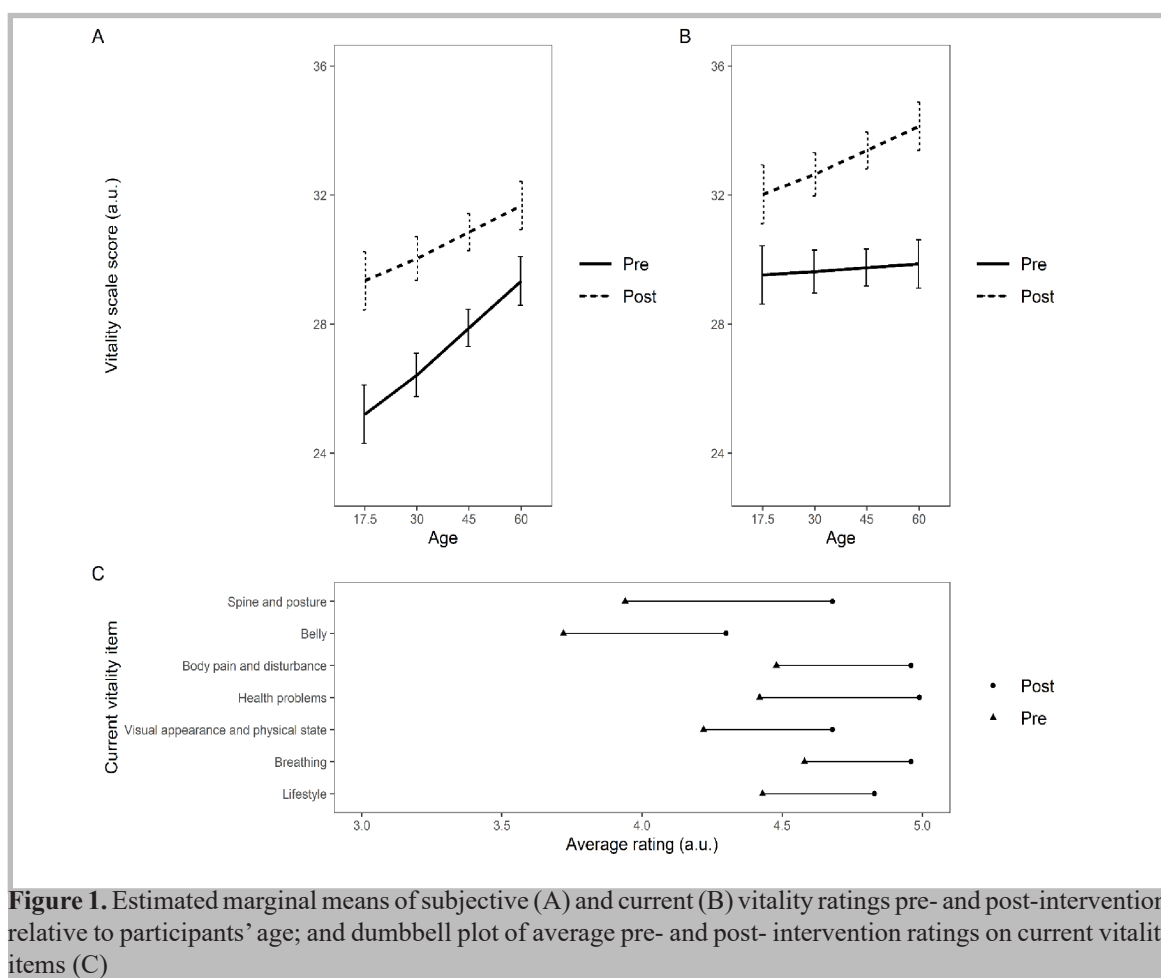 A
B
36
32
28
24
Vitality scale score (a.u.)
Pre
Post
17.5 30 45 60
Age
36
32
28
24
Pre
Post
17.5 30 45 60
Age
C
Current vitality item
Spine and posture
Belly
Body pain and disturbance
Health problems
Visual appearance and physical state
Breathing
Lifestyle
Post
Pre
3.0 3.5 4.0 4.5 5.0
Average rating (a.u.)
Figure 1. Estimated marginal means of subjective (A) and current (B) vitality ratings pre- and post-intervention
relative to participants’ age; and dumbbell plot of average pre- and post- intervention ratings on current vitalit
items (C)